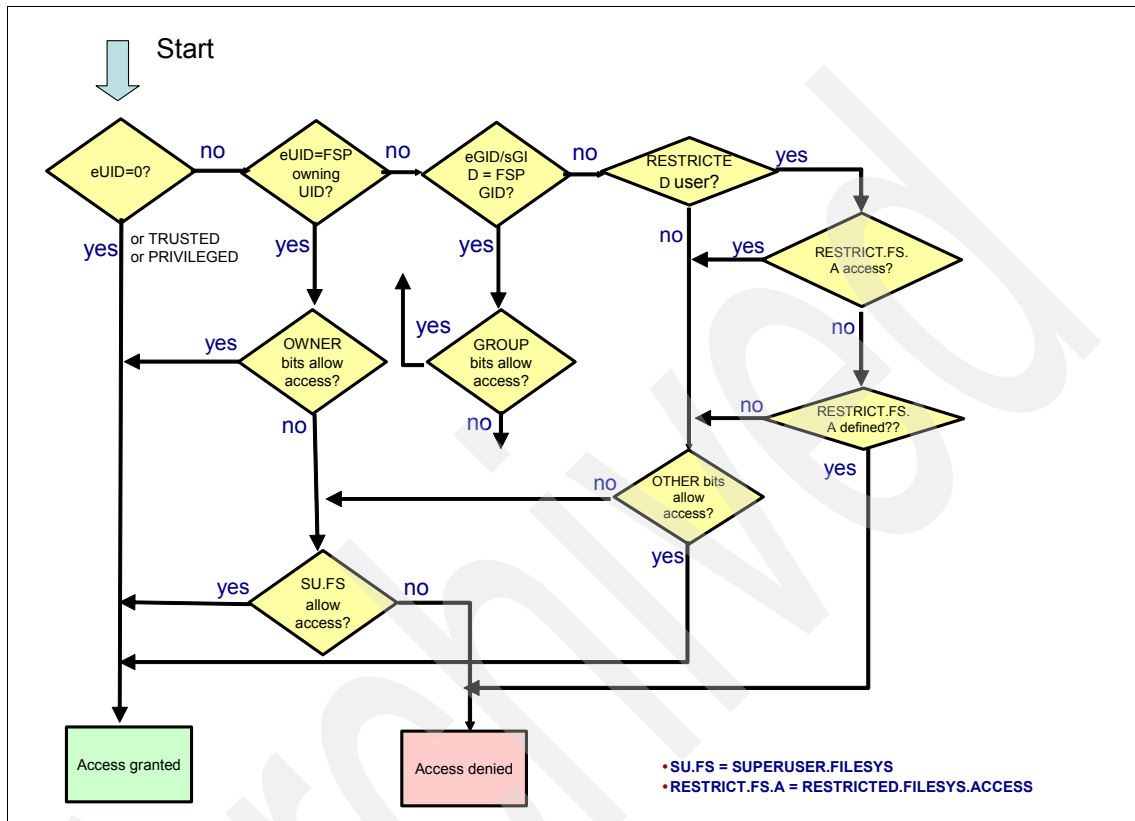 Start
eUID=0?
no
eUID=FSP
owning
UID?
no
eGID/sGI
D = FSP
GID?
no
RESTRICTE
D user?
yes
yes
or TRUSTED
or PRIVILEGED
yes
yes
no
yes
RESTRICT.FS.
A access?
no
yes
OWNER
bits allow
access?
yes
GROUP
bits allow
access?
no
no
no
RESTRICT.FS.
A defined??
yes
no
OTHER bits
allow
access?
yes
yes
SU.FS
allow
access?
no
Access granted
Access denied
•SU.FS = SUPERUSER.FILESYS
•RESTRICT.FS.A = RESTRICTED.FILESYS.ACCESS